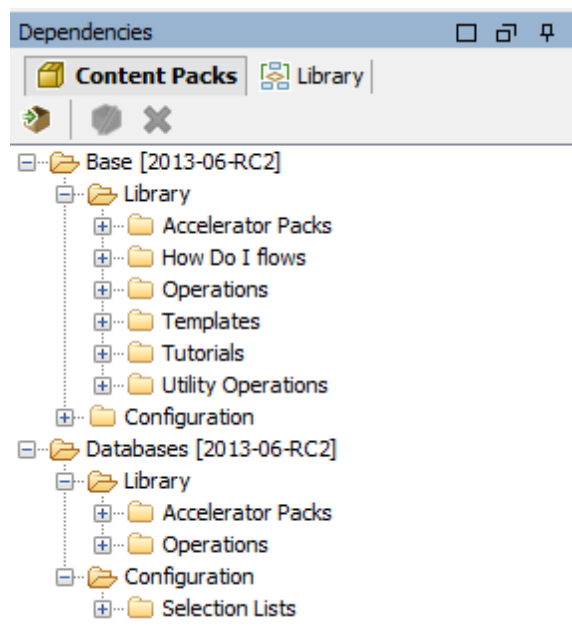 Dependencies
Content Packs Library
Base [2013-06-RC2]
Library
Accelerator Packs
How Do I flows
Operations
Templates
Tutorials
Utility Operations
Configuration
Databases [2013-06-RC2]
Library
Accelerator Packs
Operations
Configuration
Selection Lists